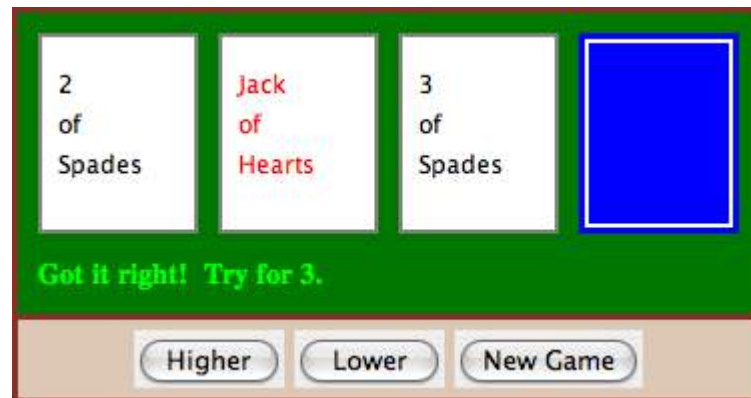 2
of
Spades
Jack
of
Hearts
3
of
Spades
Got it right!  Try for 3.
Higher
Lower
New Game